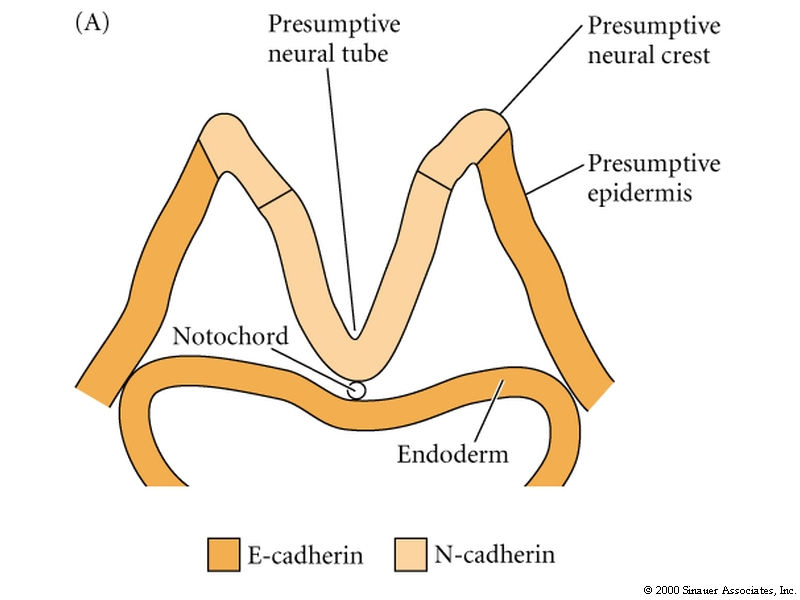 (A)
Presumptive
neural tube
Presumptive
neural crest
Presumptive
epidermis
Notochord
Endoderm
E-cadherin
N-cadherin
© 2000 Sinauer Associates, Inc.